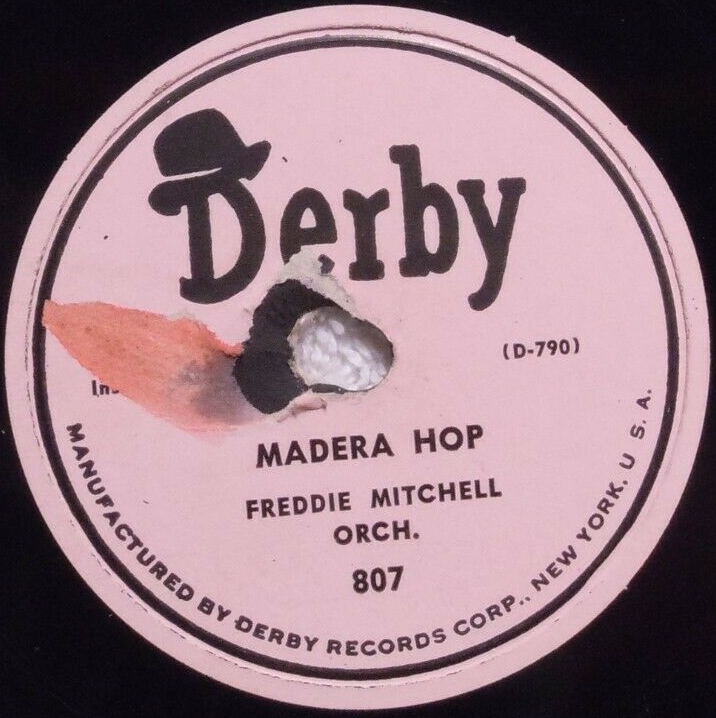 Derby
(D-790)
MADERA HOP
FREDDIE MITCHELL
ORCH.
807
MANUFACTURED BY DERBY RECORDS CORP., NEW YORK, U. S. A.